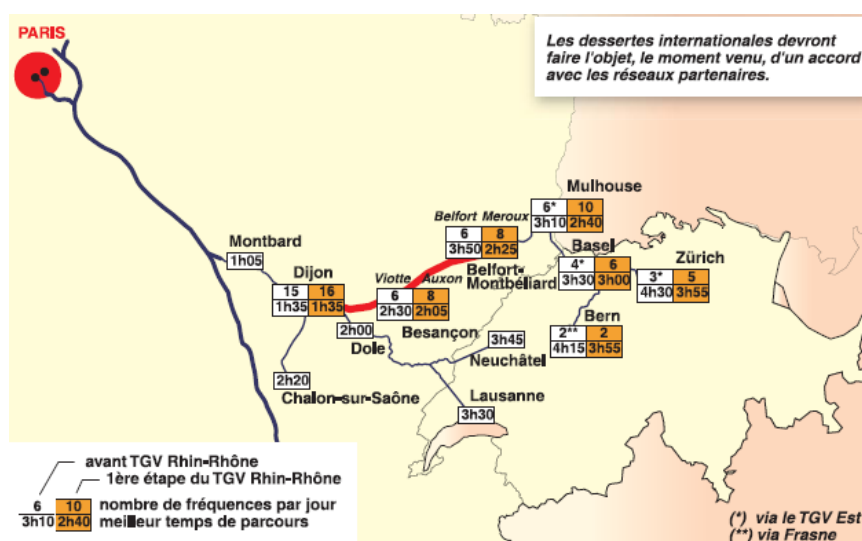 PARIS
Les dessertes internationales devront
faire l'objet, le moment venu, d'un accord
avec les réseaux partenaires.
Mulhouse
6* 10
3h10 2h40
Belfort Meroux
6 8
3h50 2h25
Belfort-
Montbéliard
Basel
4* 6
3h30 3h00
Zürich
3* 5
4h30 3h55
Montbard
1h05
Dijon
15 16
1h35 1h35
Viotte Auxon
6 8
2h30 2h05
Besançon
Bern
2** 2
4h15 3h55
2h00
Dole
3h45
Neuchâtel
2h20
Chalon-sur-Saône
Lausanne
3h30
avant TGV Rhin-Rhône
1ère étape du TGV Rhin-Rhône
6 10 nombre de fréquences par jour
3h10 2h40 meilleur temps de parcours
(*) via le TGV Est
(**) via Frasne